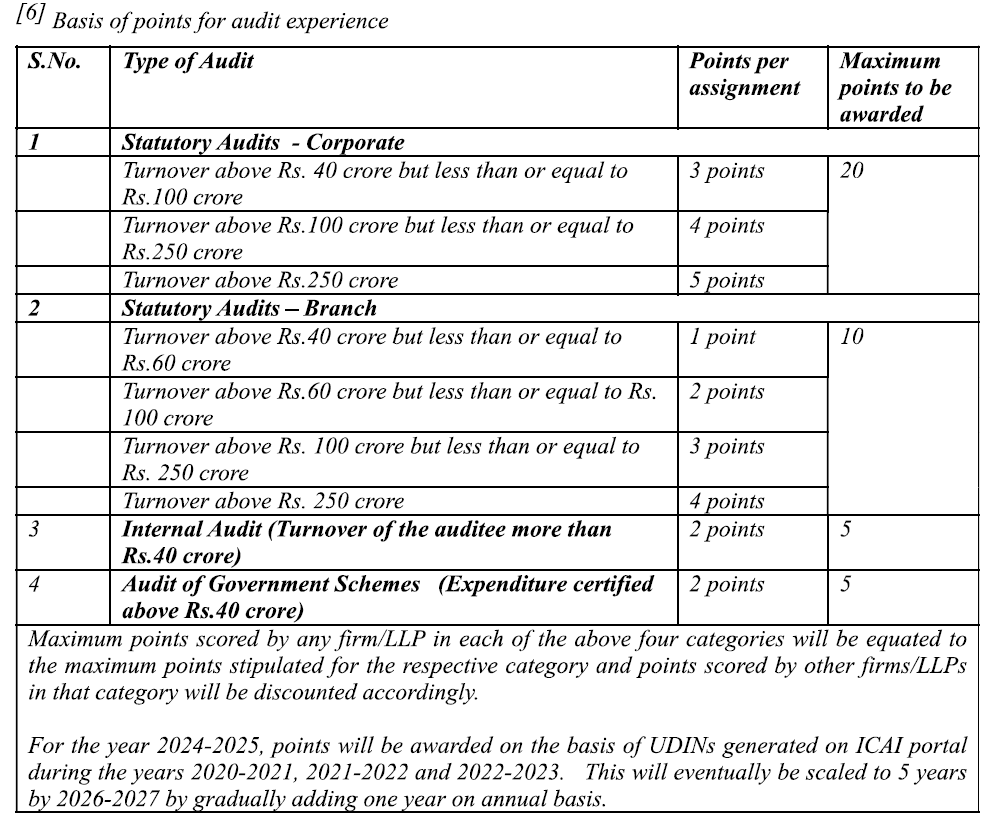 [6] Basis of points for audit experience
S.No. Type of Audit Points per assignment Maximum points to be awarded
1 Statutory Audits - Corporate
Turnover above Rs. 40 crore but less than or equal to 3 points 20
Rs.100 crore
Turnover above Rs.100 crore but less than or equal to 4 points
Rs.250 crore
Turnover above Rs.250 crore 5 points
2 Statutory Audits – Branch
Turnover above Rs.40 crore but less than or equal to 1 point 10
Rs.60 crore
Turnover above Rs.60 crore but less than or equal to Rs. 2 points
100 crore
Turnover above Rs. 100 crore but less than or equal to 3 points
Rs. 250 crore
Turnover above Rs. 250 crore 4 points
3 Internal Audit (Turnover of the auditee more than 2 points 5
Rs.40 crore)
4 Audit of Government Schemes (Expenditure certified 2 points 5
above Rs.40 crore)
Maximum points scored by any firm/LLP in each of the above four categories will be equated to
the maximum points stipulated for the respective category and points scored by other firms/LLPs
in that category will be discounted accordingly.
For the year 2024-2025, points will be awarded on the basis of UDINs generated on ICAI portal
during the years 2020-2021, 2021-2022 and 2022-2023. This will eventually be scaled to 5 years
by 2026-2027 by gradually adding one year on annual basis.